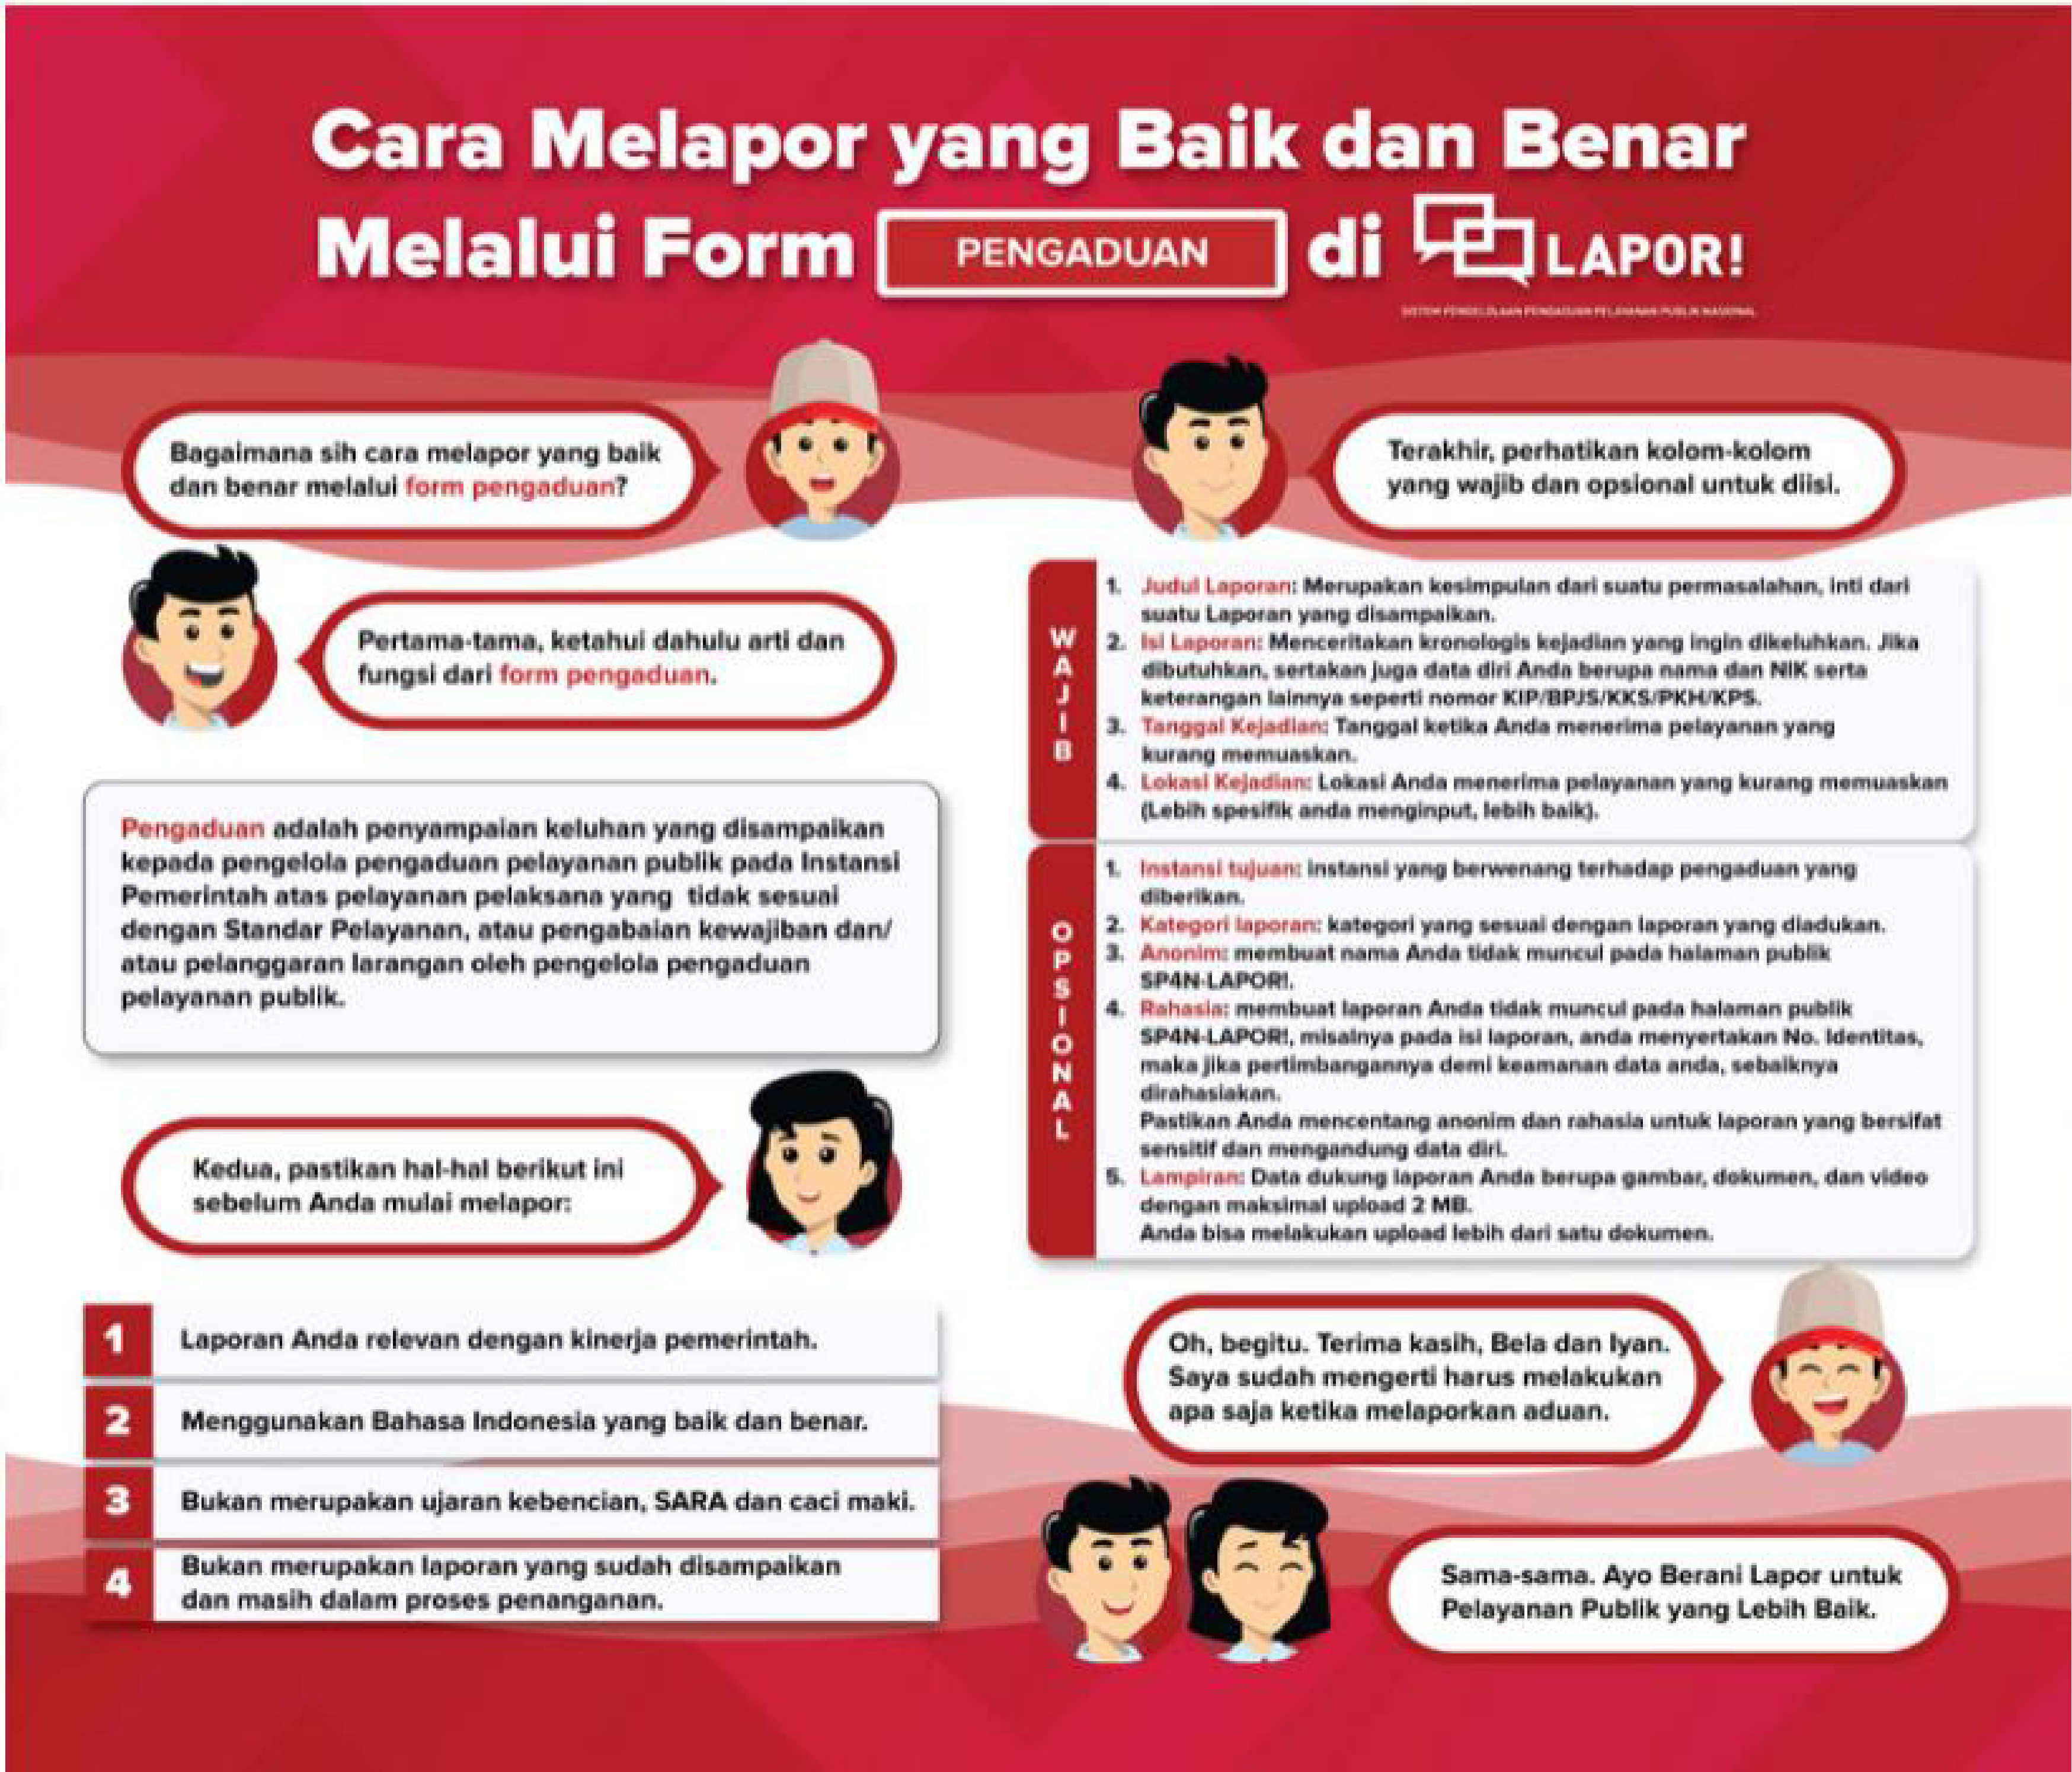 Cara Melapor yang Baik dan Benar
Melalui Form PENGADUAN di LAPOR!
SISTEM PENGELOLAAN PENGADUAN PELAYANAN PUBLIK NASIONAL
Bagaimana sih cara melapor yang baik
dan benar melalui form pengaduan?
Pertama-tama, ketahui dahulu arti dan
fungsi dari form pengaduan.
Pengaduan adalah penyampaian keluhan yang disampaikan
kepada pengelola pengaduan pelayanan publik pada Instansi
Pemerintah atas pelayanan pelaksana yang tidak sesuai
dengan Standar Pelayanan, atau pengabaian kewajiban dan/
atau pelanggaran larangan oleh pengelola pengaduan
pelayanan publik.
Kedua, pastikan hal-hal berikut ini
sebelum Anda mulai melapor:
1 Laporan Anda relevan dengan kinerja pemerintah.
2 Menggunakan Bahasa Indonesia yang baik dan benar.
3 Bukan merupakan ujaran kebencian, SARA dan caci maki.
4 Bukan merupakan laporan yang sudah disampaikan
dan masih dalam proses penanganan.
Terakhir, perhatikan kolom-kolom
yang wajib dan opsional untuk diisi.
WAJIB
1. Judul Laporan: Merupakan kesimpulan dari suatu permasalahan, inti dari
suatu Laporan yang disampaikan.
2. Isi Laporan: Menceritakan kronologis kejadian yang ingin dikeluhkan. Jika
dibutuhkan, sertakan juga data diri Anda berupa nama dan NIK serta
keterangan lainnya seperti nomor KIP/BPJS/KKS/PKH/KPS.
3. Tanggal Kejadian: Tanggal ketika Anda menerima pelayanan yang
kurang memuaskan.
4. Lokasi Kejadian: Lokasi Anda menerima pelayanan yang kurang memuaskan
(Lebih spesifik anda menginput, lebih baik).
OPSIONAL
1. Instansi tujuan: instansi yang berwenang terhadap pengaduan yang
diberikan.
2. Kategori laporan: kategori yang sesuai dengan laporan yang diadukan.
3. Anonim: membuat nama Anda tidak muncul pada halaman publik
SP4N-LAPOR!.
4. Rahasia: membuat laporan Anda tidak muncul pada halaman publik
SP4N-LAPOR!, misalnya pada isi laporan, anda menyertakan No. Identitas,
maka jika pertimbangannya demi keamanan data anda, sebaiknya
dirahasiakan.
Pastikan Anda mencentang anonim dan rahasia untuk laporan yang bersifat
sensitif dan mengandung data diri.
5. Lampiran: Data dukung laporan Anda berupa gambar, dokumen, dan video
dengan maksimal upload 2 MB.
Anda bisa melakukan upload lebih dari satu dokumen.
Oh, begitu. Terima kasih, Bela dan Iyan.
Saya sudah mengerti harus melakukan
apa saja ketika melaporkan aduan.
Sama-sama. Ayo Berani Lapor untuk
Pelayanan Publik yang Lebih Baik.